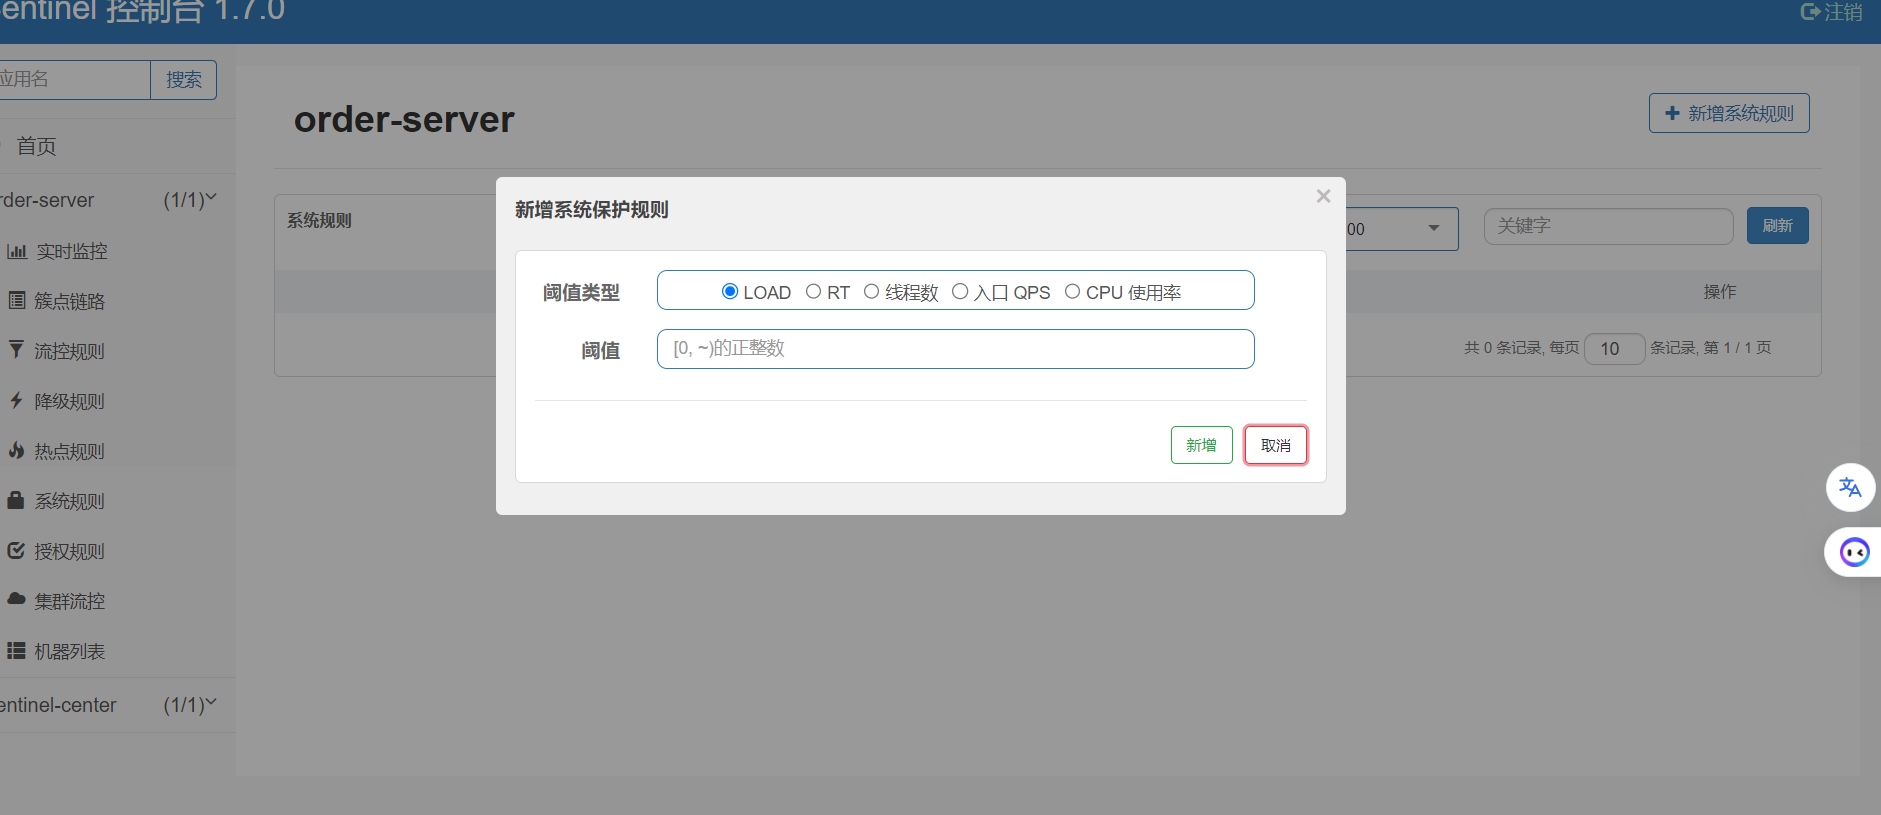 entinel 控制台 1.7.0
注销
应用名
搜索
首页
rder-server (1/1)
实时监控
簇点链路
流控规则
降级规则
热点规则
系统规则
授权规则
集群流控
机器列表
entinel-center (1/1)
order-server
新增系统规则
系统规则
00
关键字
刷新
操作
共 0 条记录, 每页 10 条记录, 第 1 / 1 页
新增系统保护规则
×
阈值类型
LOAD RT 线程数 入口 QPS CPU 使用率
阈值
[0, ~)的正整数
新增
取消